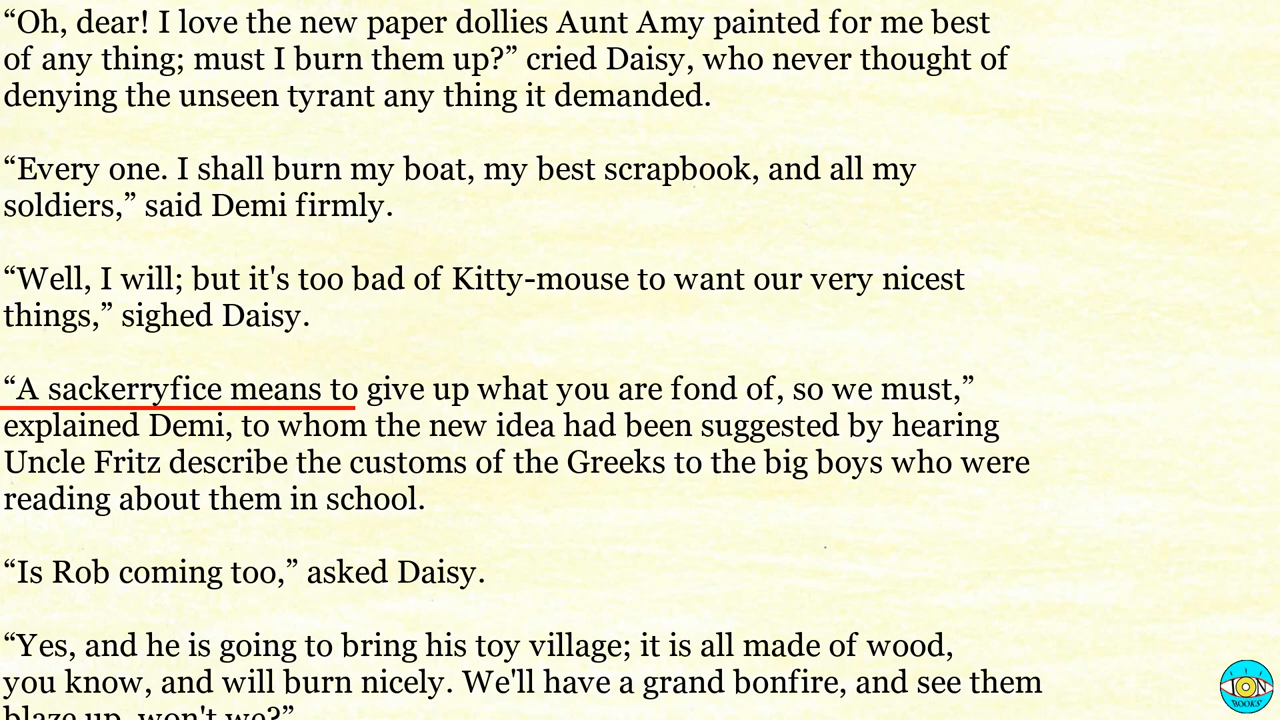 “Oh, dear! I love the new paper dollies Aunt Amy painted for me best
of any thing; must I burn them up?” cried Daisy, who never thought of
denying the unseen tyrant any thing it demanded.
“Every one. I shall burn my boat, my best scrapbook, and all my
soldiers,” said Demi firmly.
“Well, I will; but it's too bad of Kitty-mouse to want our very nicest
things,” sighed Daisy.
“A sackerryfice means to give up what you are fond of, so we must,”
explained Demi, to whom the new idea had been suggested by hearing
Uncle Fritz describe the customs of the Greeks to the big boys who were
reading about them in school.
“Is Rob coming too,” asked Daisy.
“Yes, and he is going to bring his toy village; it is all made of wood,
you know, and will burn nicely. We'll have a grand bonfire, and see them
blaze up, won't we?”
ION
BOOKS